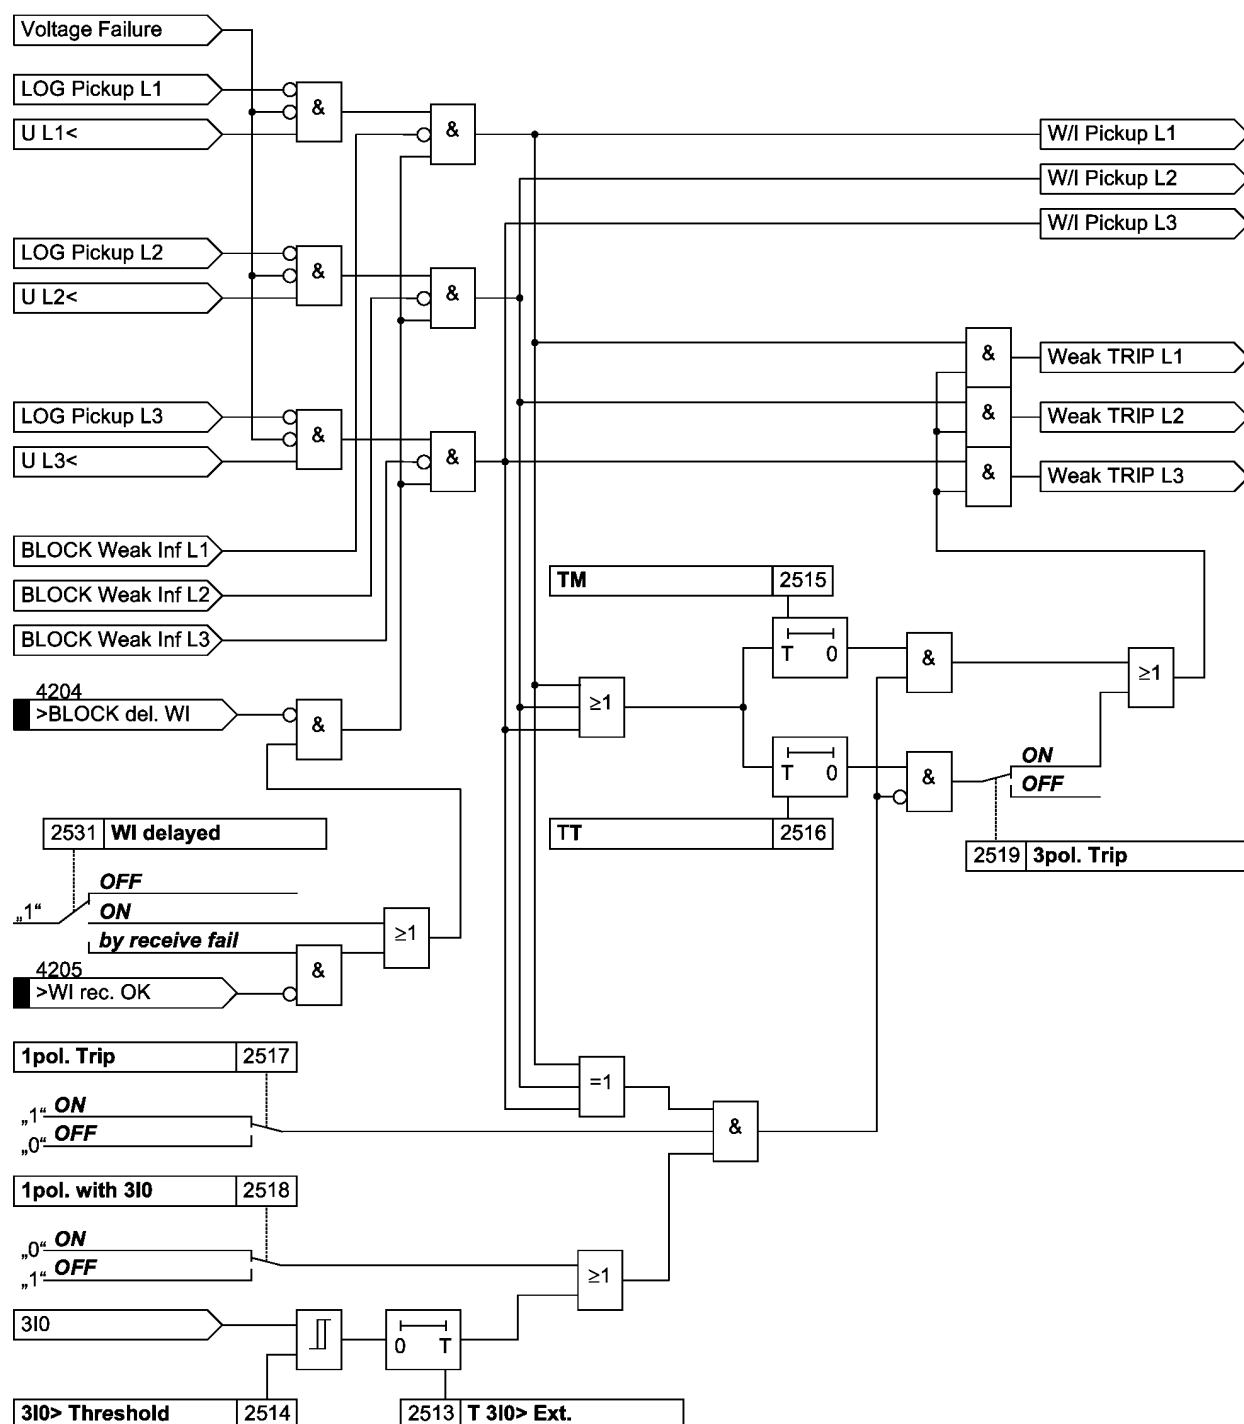 Voltage Failure
LOG Pickup L1
&
U L1<
&
W/I Pickup L1
W/I Pickup L2
W/I Pickup L3
LOG Pickup L2
&
U L2<
&
& Weak TRIP L1
LOG Pickup L3
&
U L3<
&
& Weak TRIP L2
& Weak TRIP L3
BLOCK Weak Inf L1
BLOCK Weak Inf L2
BLOCK Weak Inf L3
TM 2515
T 0
&
≥1
4204
>BLOCK del. WI
&
≥1
T 0
&
ON
OFF
TT 2516
2519 3pol. Trip
2531 WI delayed
OFF
„1“ ON
by receive fail
≥1
&
4205
>WI rec. OK
1pol. Trip 2517
=1
„1“ ON
„0“ OFF
&
1pol. with 3I0 2518
„0“ ON
„1“ OFF
≥1
3I0
0 T
3I0> Threshold 2514
2513 T 3I0> Ext.